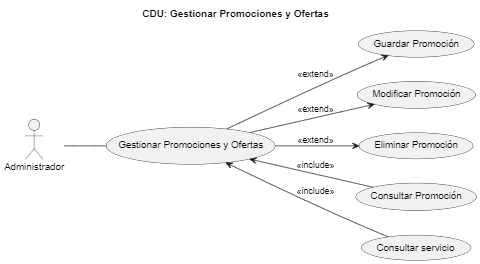 CDU: Gestionar Promociones y Ofertas
Guardar Promoción
«extend»
Modificar Promoción
«extend»
Administrador
Gestionar Promociones y Ofertas
«extend»
Eliminar Promoción
«include»
Consultar Promoción
«include»
Consultar servicio